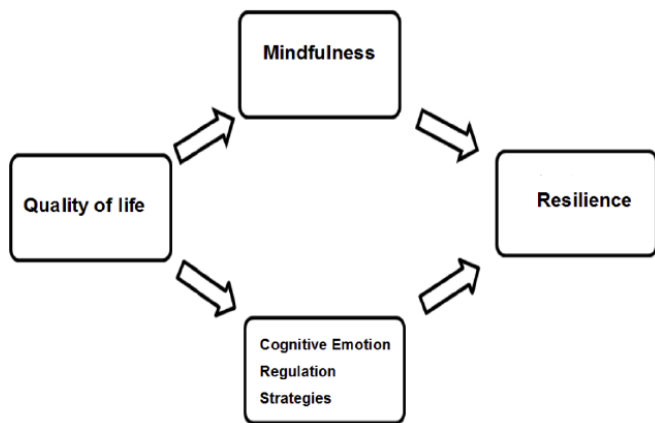 Mindfulness
Quality of life
Resilience
Cognitive Emotion
Regulation
Strategies